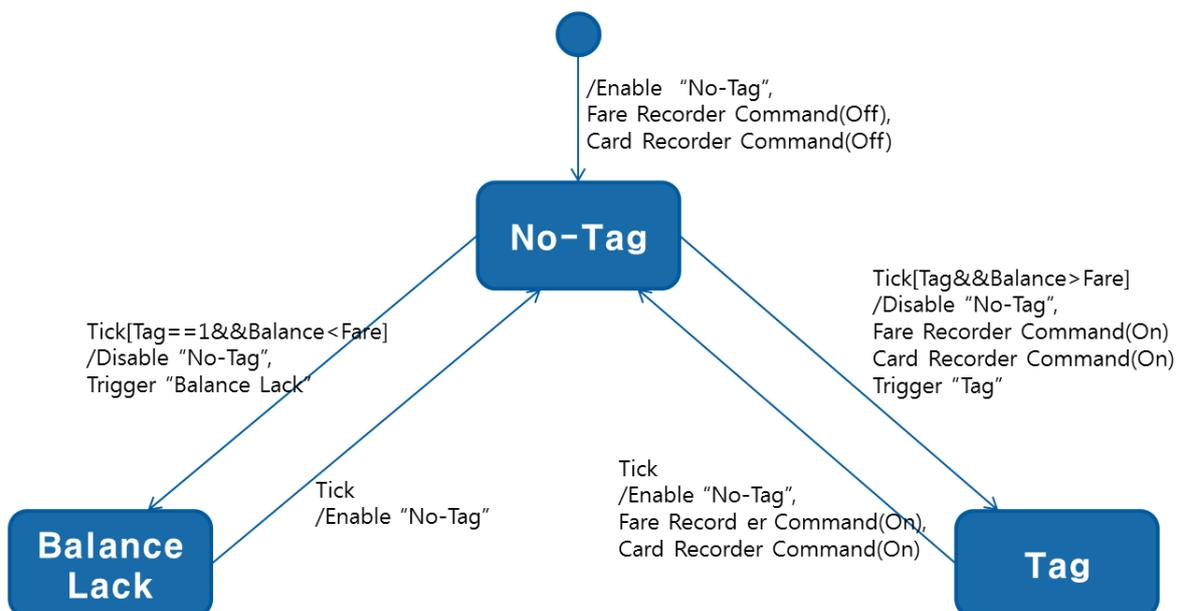 /Enable “No-Tag”,
Fare Recorder Command(Off),
Card Recorder Command(Off)
No-Tag
Tick[Tag&&Balance>Fare]
/Disable “No-Tag”,
Fare Recorder Command(On)
Card Recorder Command(On)
Trigger “Tag”
Tick[Tag==1&&Balance<Fare]
/Disable “No-Tag”,
Trigger “Balance Lack”
Tick
/Enable “No-Tag”,
Fare Record er Command(On),
Card Recorder Command(On)
Tick
/Enable “No-Tag”
Balance
Lack
Tag